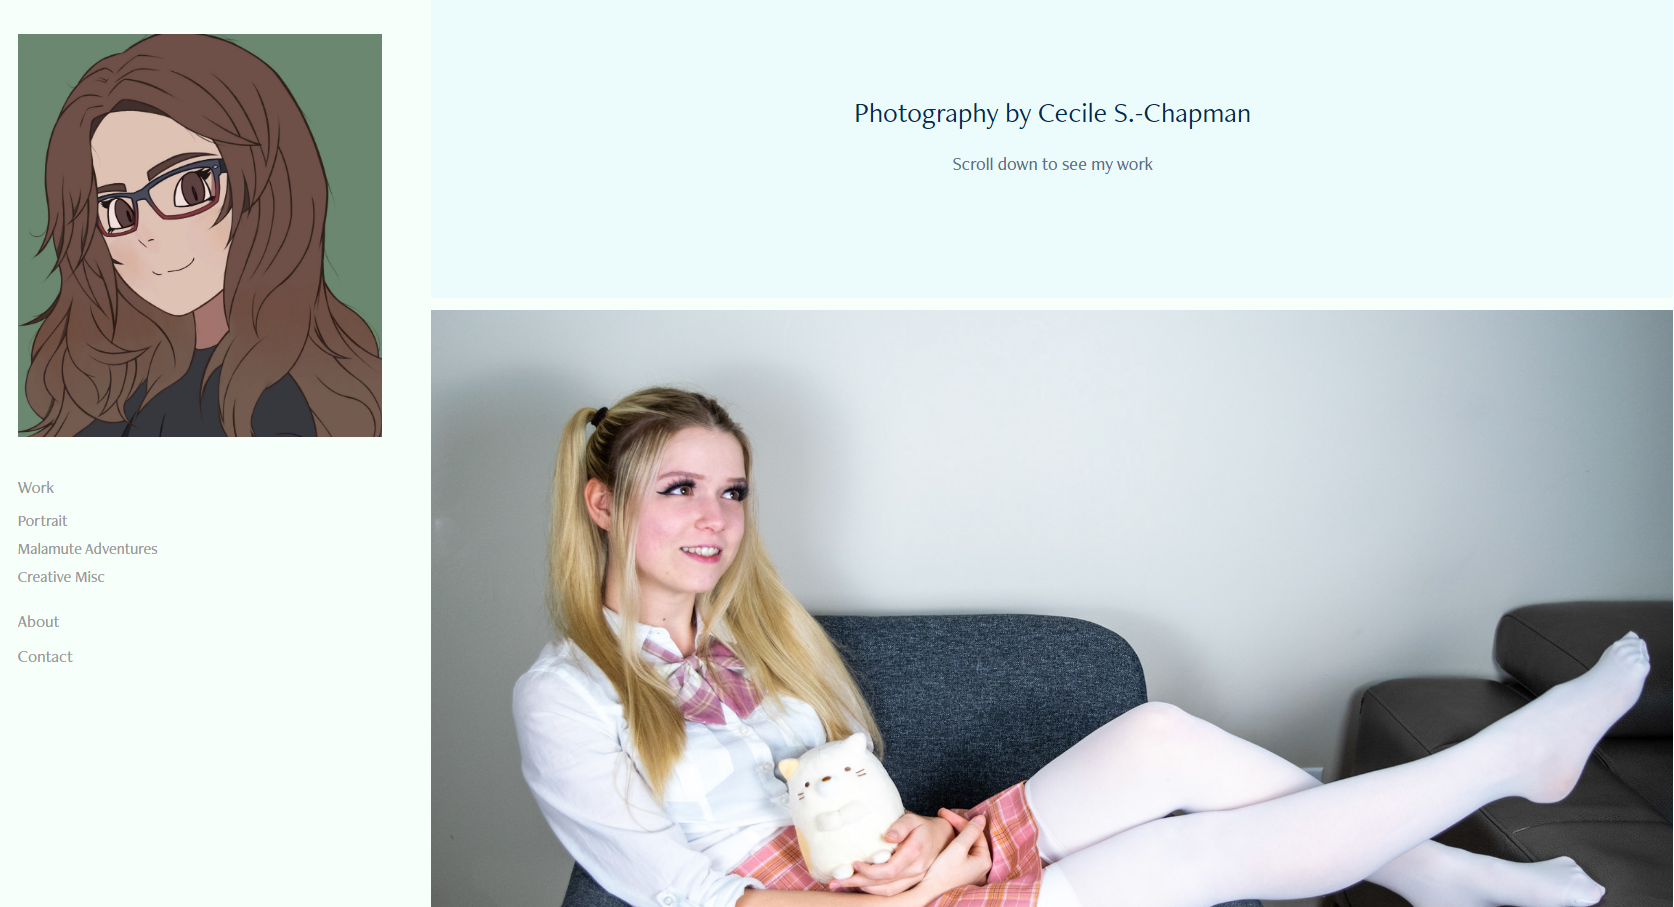 Photography by Cecile S.-Chapman
Scroll down to see my work
Work
Portrait
Malamute Adventures
Creative Misc
About
Contact